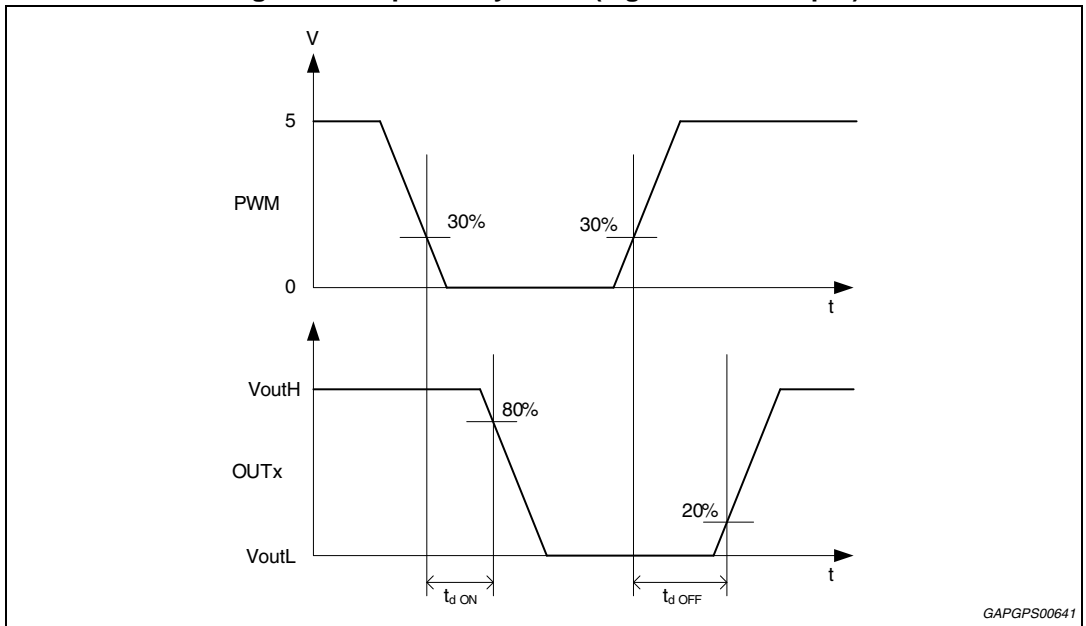 V
5
PWM
30%
30%
0
t
VoutH
80%
OUTx
20%
VoutL
t
td ON
td OFF
GAPGPS00641